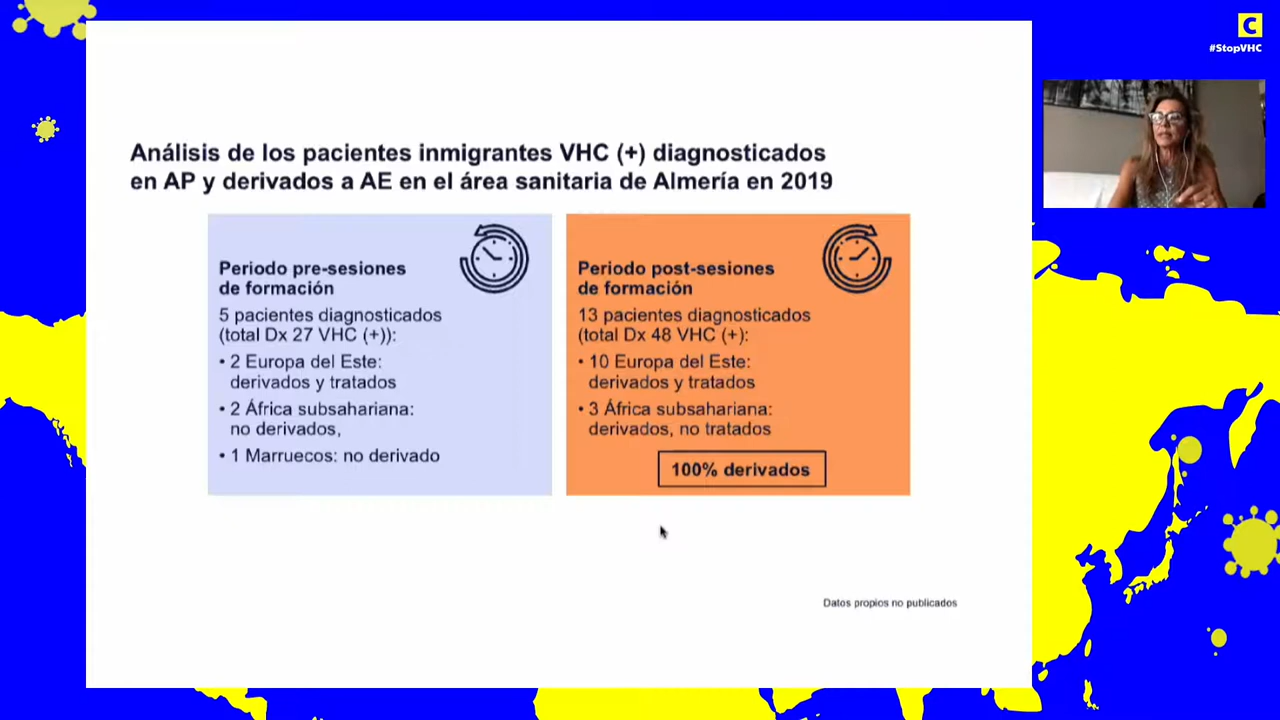 C
#StopVHC
Análisis de los pacientes inmigrantes VHC (+) diagnosticados
en AP y derivados a AE en el área sanitaria de Almería en 2019
Periodo pre-sesiones
de formación
5 pacientes diagnosticados
(total Dx 27 VHC (+)):
• 2 Europa del Este:
derivados y tratados
• 2 África subsahariana:
no derivados,
• 1 Marruecos: no derivado
Periodo post-sesiones
de formación
13 pacientes diagnosticados
(total Dx 48 VHC (+):
• 10 Europa del Este:
derivados y tratados
• 3 África subsahariana:
derivados, no tratados
100% derivados
Datos propios no publicados